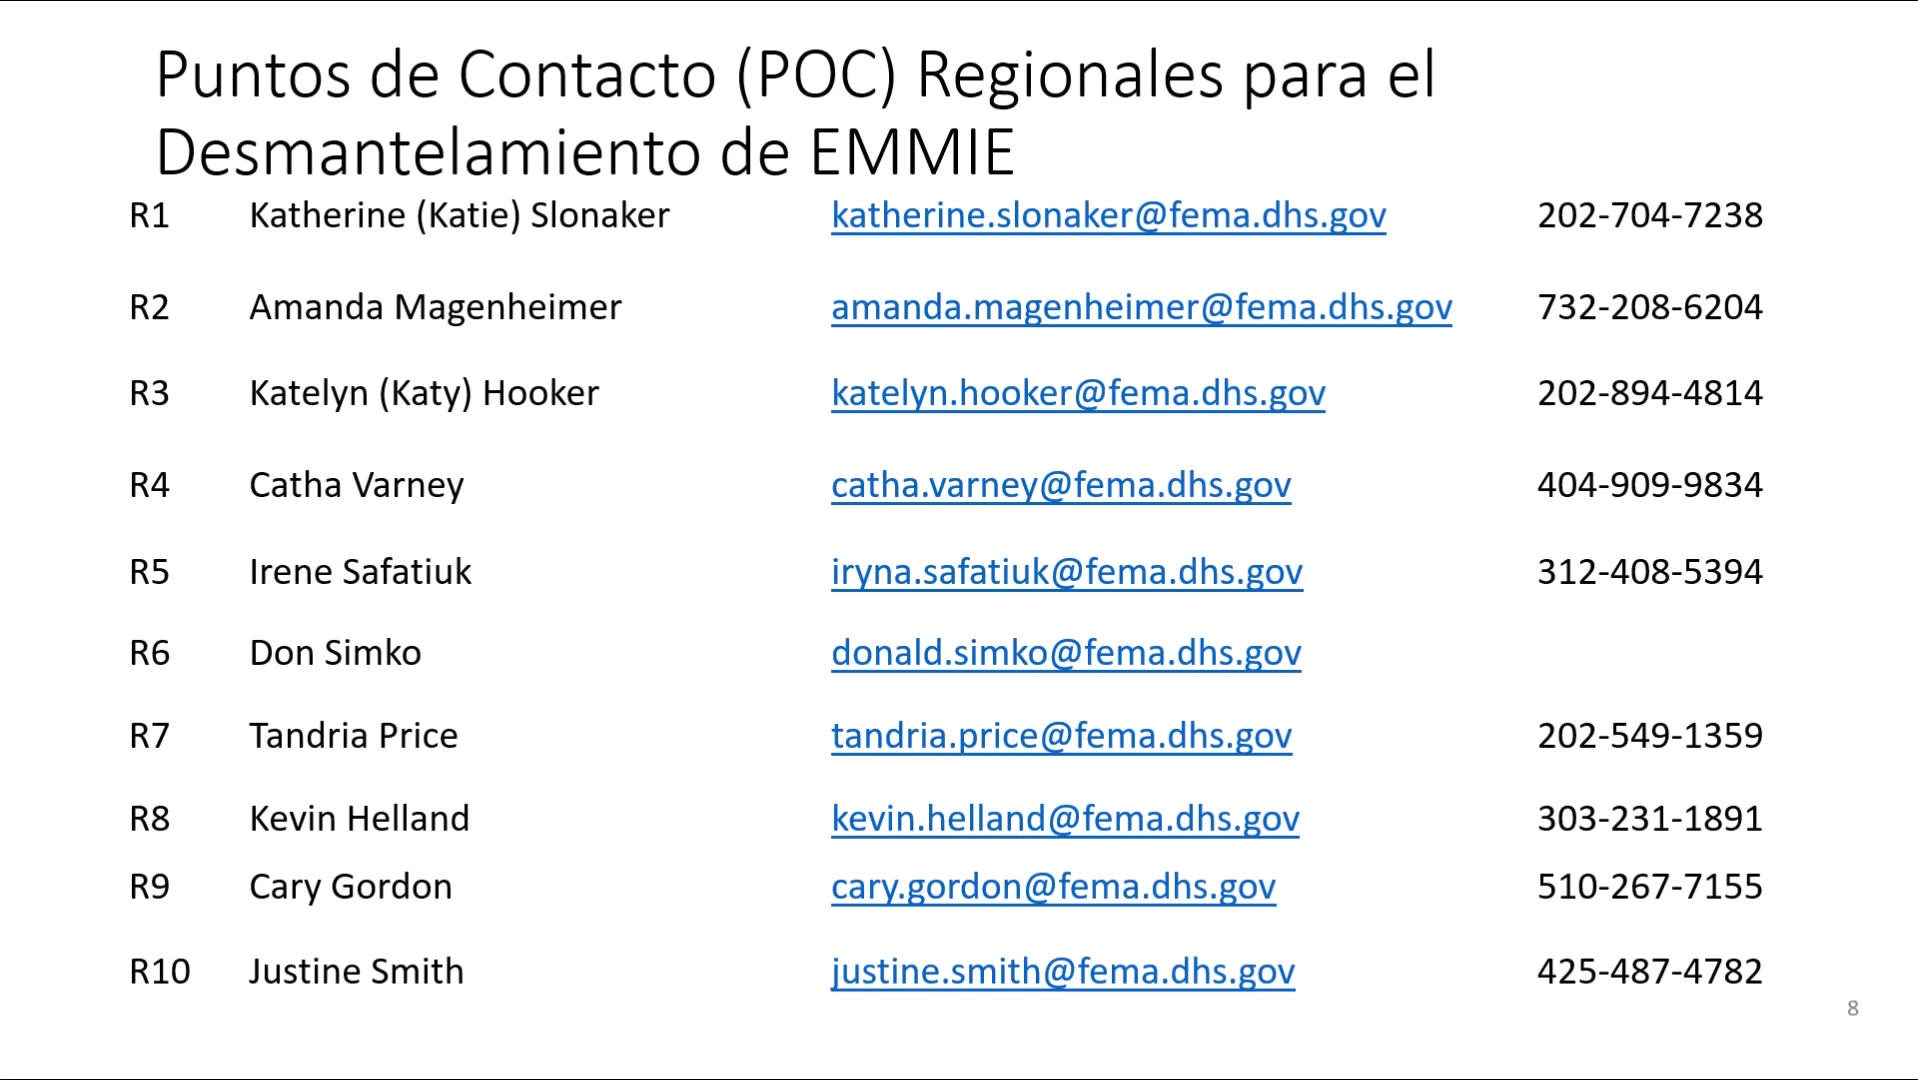 Puntos de Contacto (POC) Regionales para el
Desmantelamiento de EMMIE
R1 Katherine (Katie) Slonaker katherine.slonaker@fema.dhs.gov 202-704-7238
R2 Amanda Magenheimer amanda.magenheimer@fema.dhs.gov 732-208-6204
R3 Katelyn (Katy) Hooker katelyn.hooker@fema.dhs.gov 202-894-4814
R4 Catha Varney catha.varney@fema.dhs.gov 404-909-9834
R5 Irene Safatiuk iryna.safatiuk@fema.dhs.gov 312-408-5394
R6 Don Simko donald.simko@fema.dhs.gov
R7 Tandria Price tandria.price@fema.dhs.gov 202-549-1359
R8 Kevin Helland kevin.helland@fema.dhs.gov 303-231-1891
R9 Cary Gordon cary.gordon@fema.dhs.gov 510-267-7155
R10 Justine Smith justine.smith@fema.dhs.gov 425-487-4782
8